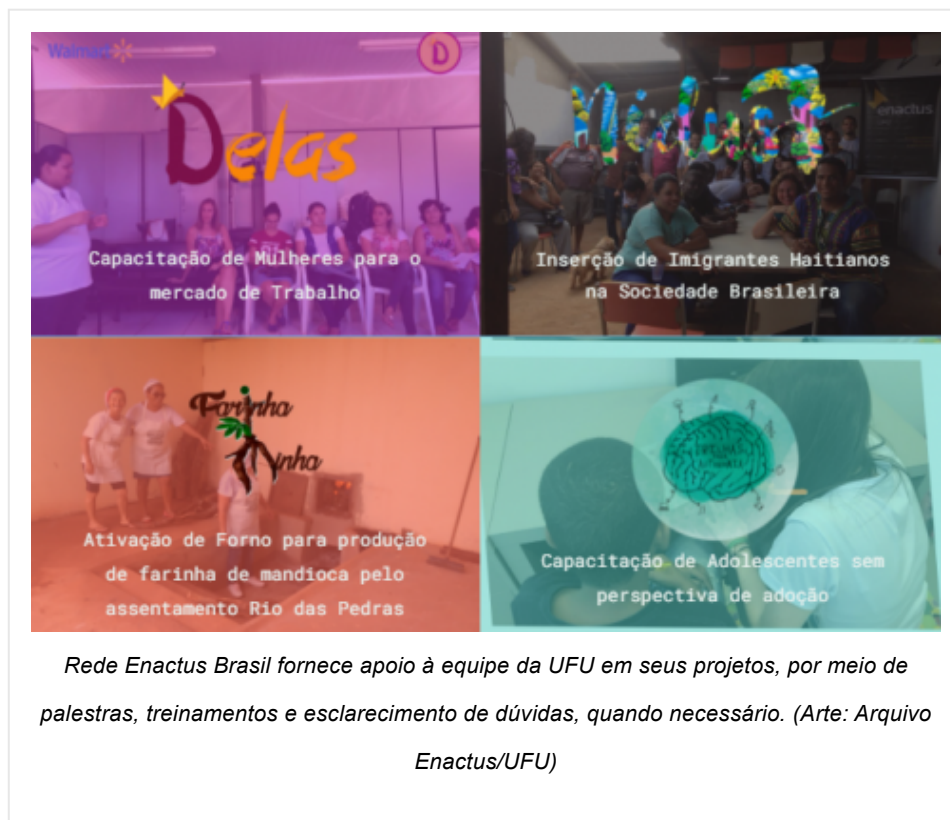 Walmart
D
Delas
Capacitação de Mulheres para o
mercado de Trabalho
enactus
Inserção de Imigrantes Haitianos
na Sociedade Brasileira
Farinha
Minha
Ativação de Forno para produção
de farinha de mandioca pelo
assentamento Rio das Pedras
Capacitação de Adolescentes sem
perspectiva de adoção
Rede Enactus Brasil fornece apoio à equipe da UFU em seus projetos, por meio de
palestras, treinamentos e esclarecimento de dúvidas, quando necessário. (Arte: Arquivo
Enactus/UFU)